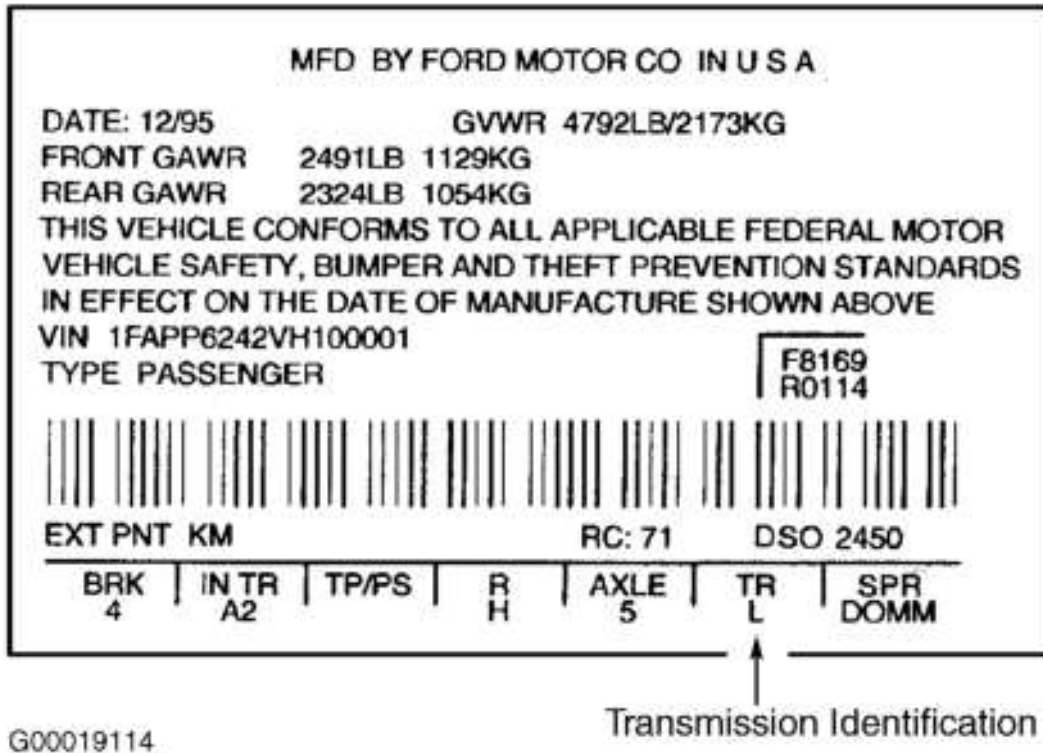 MFD BY FORD MOTOR CO IN U S A
DATE: 12/95 GVWR 4792LB/2173KG
FRONT GAWR 2491LB 1129KG
REAR GAWR 2324LB 1054KG
THIS VEHICLE CONFORMS TO ALL APPLICABLE FEDERAL MOTOR
VEHICLE SAFETY, BUMPER AND THEFT PREVENTION STANDARDS
IN EFFECT ON THE DATE OF MANUFACTURE SHOWN ABOVE
VIN 1FAPP6242VH100001
TYPE PASSENGER
F8169
R0114
EXT PNT KM RC: 71 DSO 2450
BRK IN TR TP/PS R AXLE TR SPR
4 A2 H 5 L DOMM
Transmission Identification
G00019114